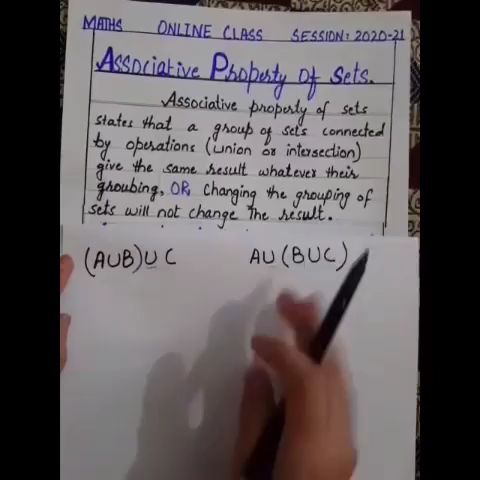 MATHS ONLINE CLASS SESSION: 2020-21
Associative Property of Sets.
Associative property of sets
states that a group of sets connected
by operations (union or intersection)
give the same result whatever their
groubing, OR, Changing the grouping of
sets will not change the result.
(AUB)UC AU(BUC)